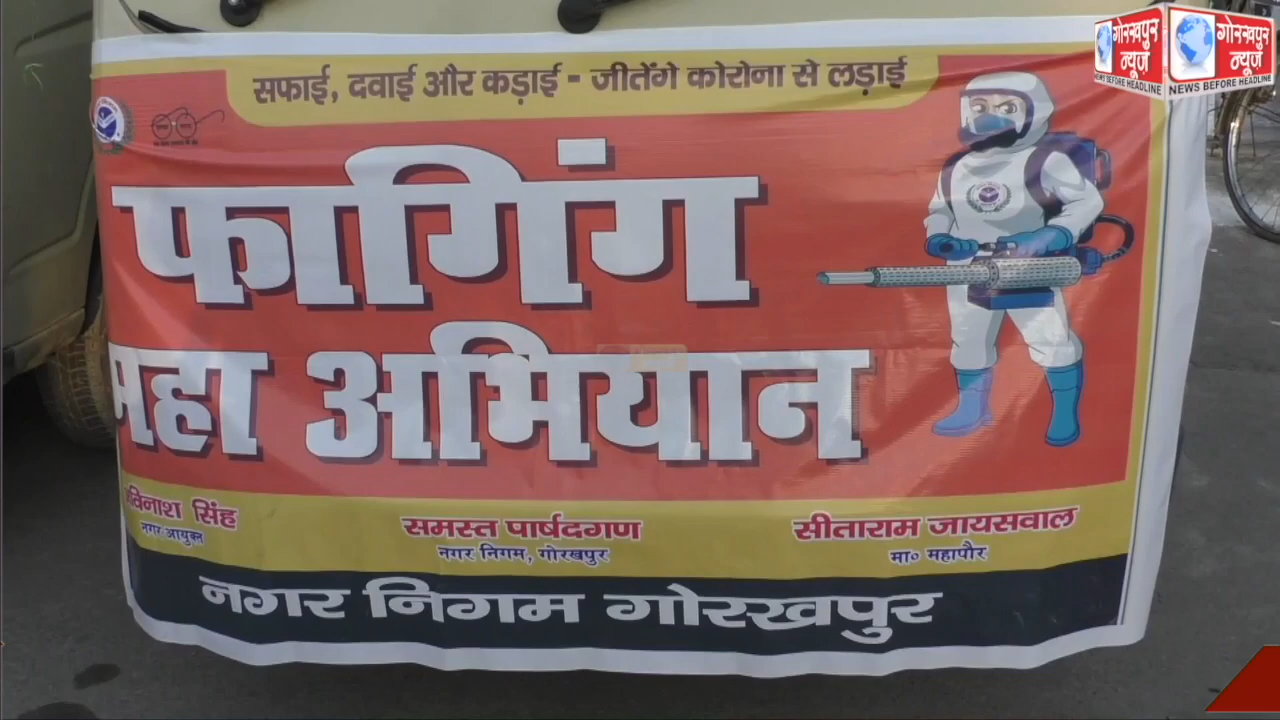 सफाई, दवाई और कड़ाई - जीतेंगे कोरोना से लड़ाई
फागिंग
महा अभियान
अविनाश सिंह
नगर आयुक्त
समस्त पार्षदगण
नगर निगम, गोरखपुर
सीताराम जायसवाल
मा० महापौर
नगर निगम गोरखपुर
गोरखपुर
न्यूज
NEWS BEFORE HEADLINE
गोरखपुर
न्यूज
NEWS BEFORE HEADLINE